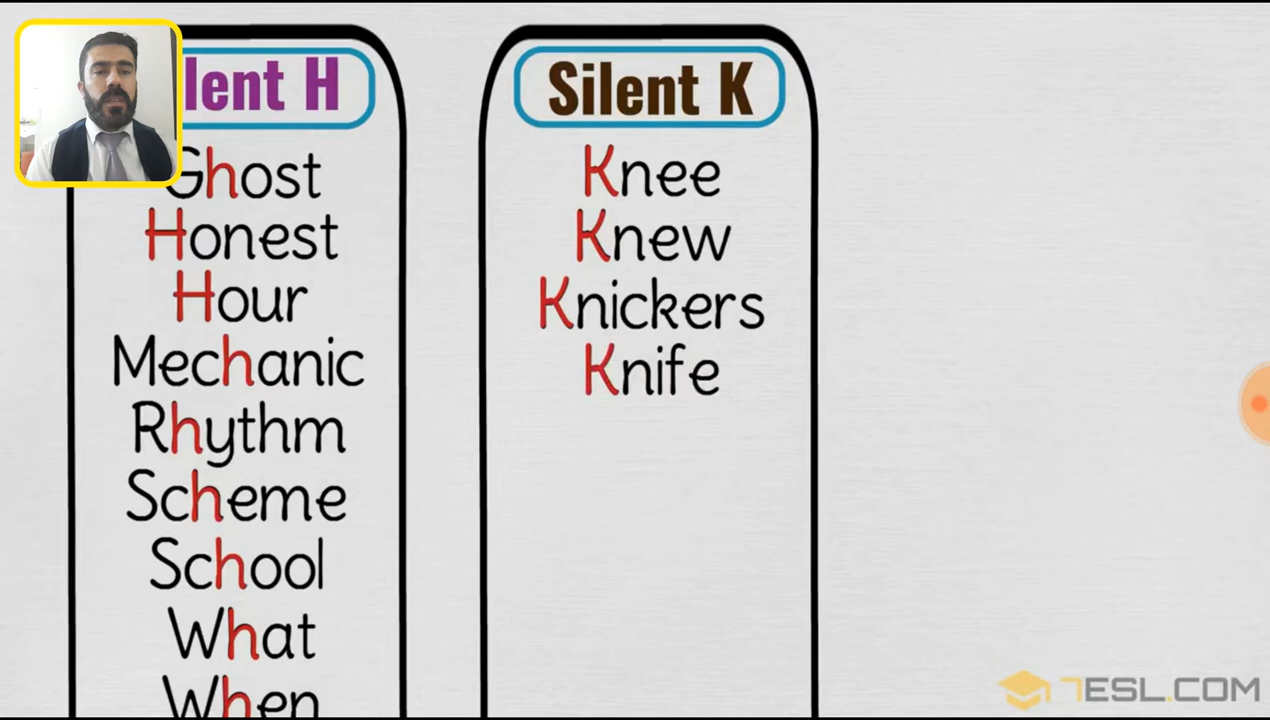 lent H
Ghost
Honest
Hour
Mechanic
Rhythm
Scheme
School
What
When
Silent K
Knee
Knew
Knickers
Knife
7ESL.COM